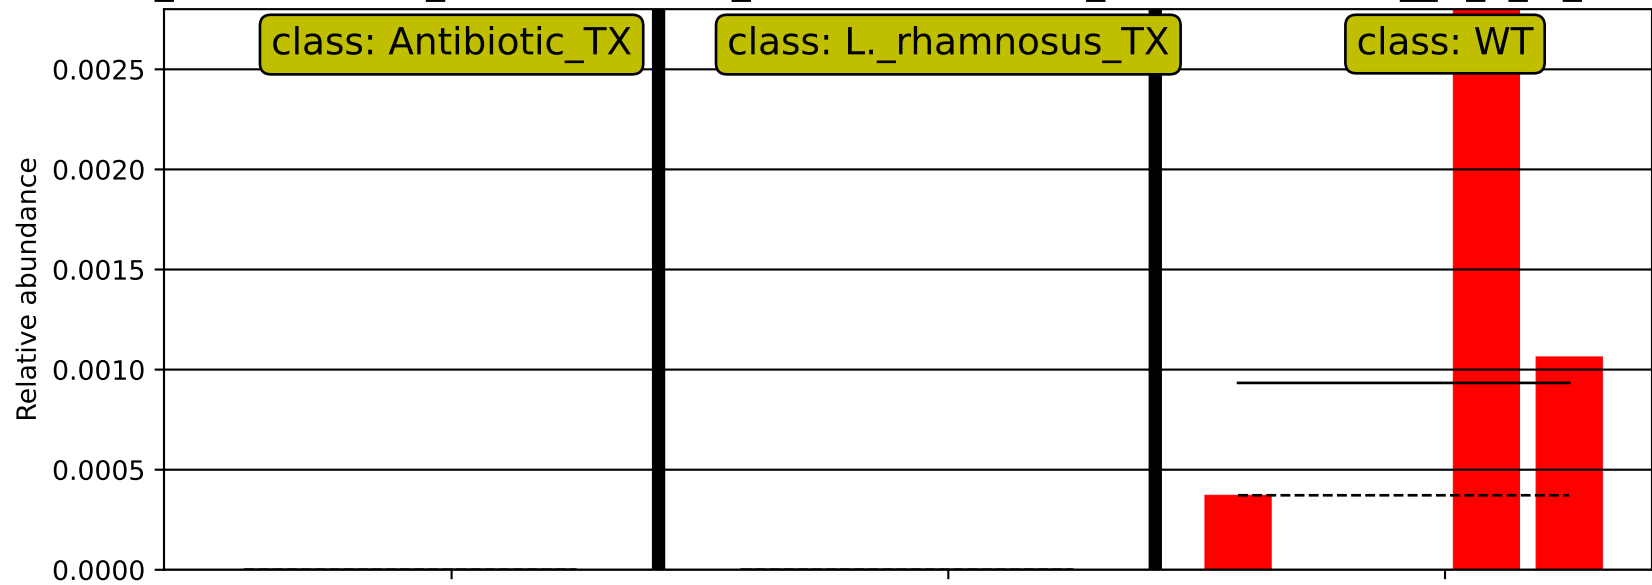 class: Antibiotic_TX
class: L._rhamnosus_TX
class: WT
0.0025
0.0020
0.0015
0.0010
0.0005
0.0000
Relative abundance